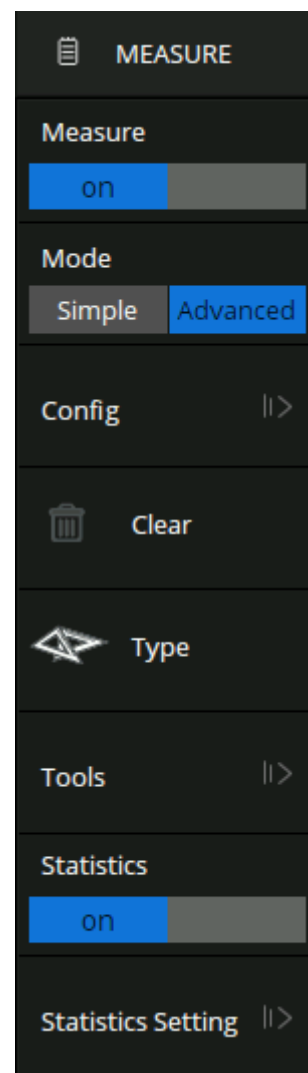 MEASURE
Measure
on
Mode
Simple Advanced
Config
Clear
Type
Tools
Statistics
on
Statistics Setting